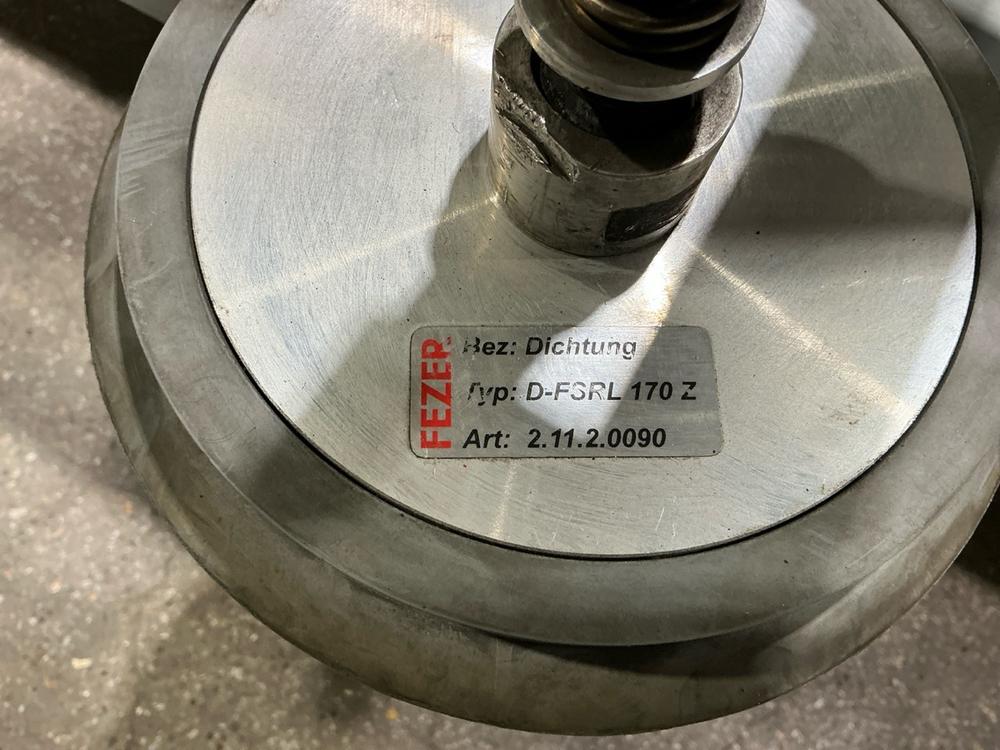 FEZER
Bez: Dichtung
Typ: D-FSRL 170 Z
Art: 2.11.2.0090